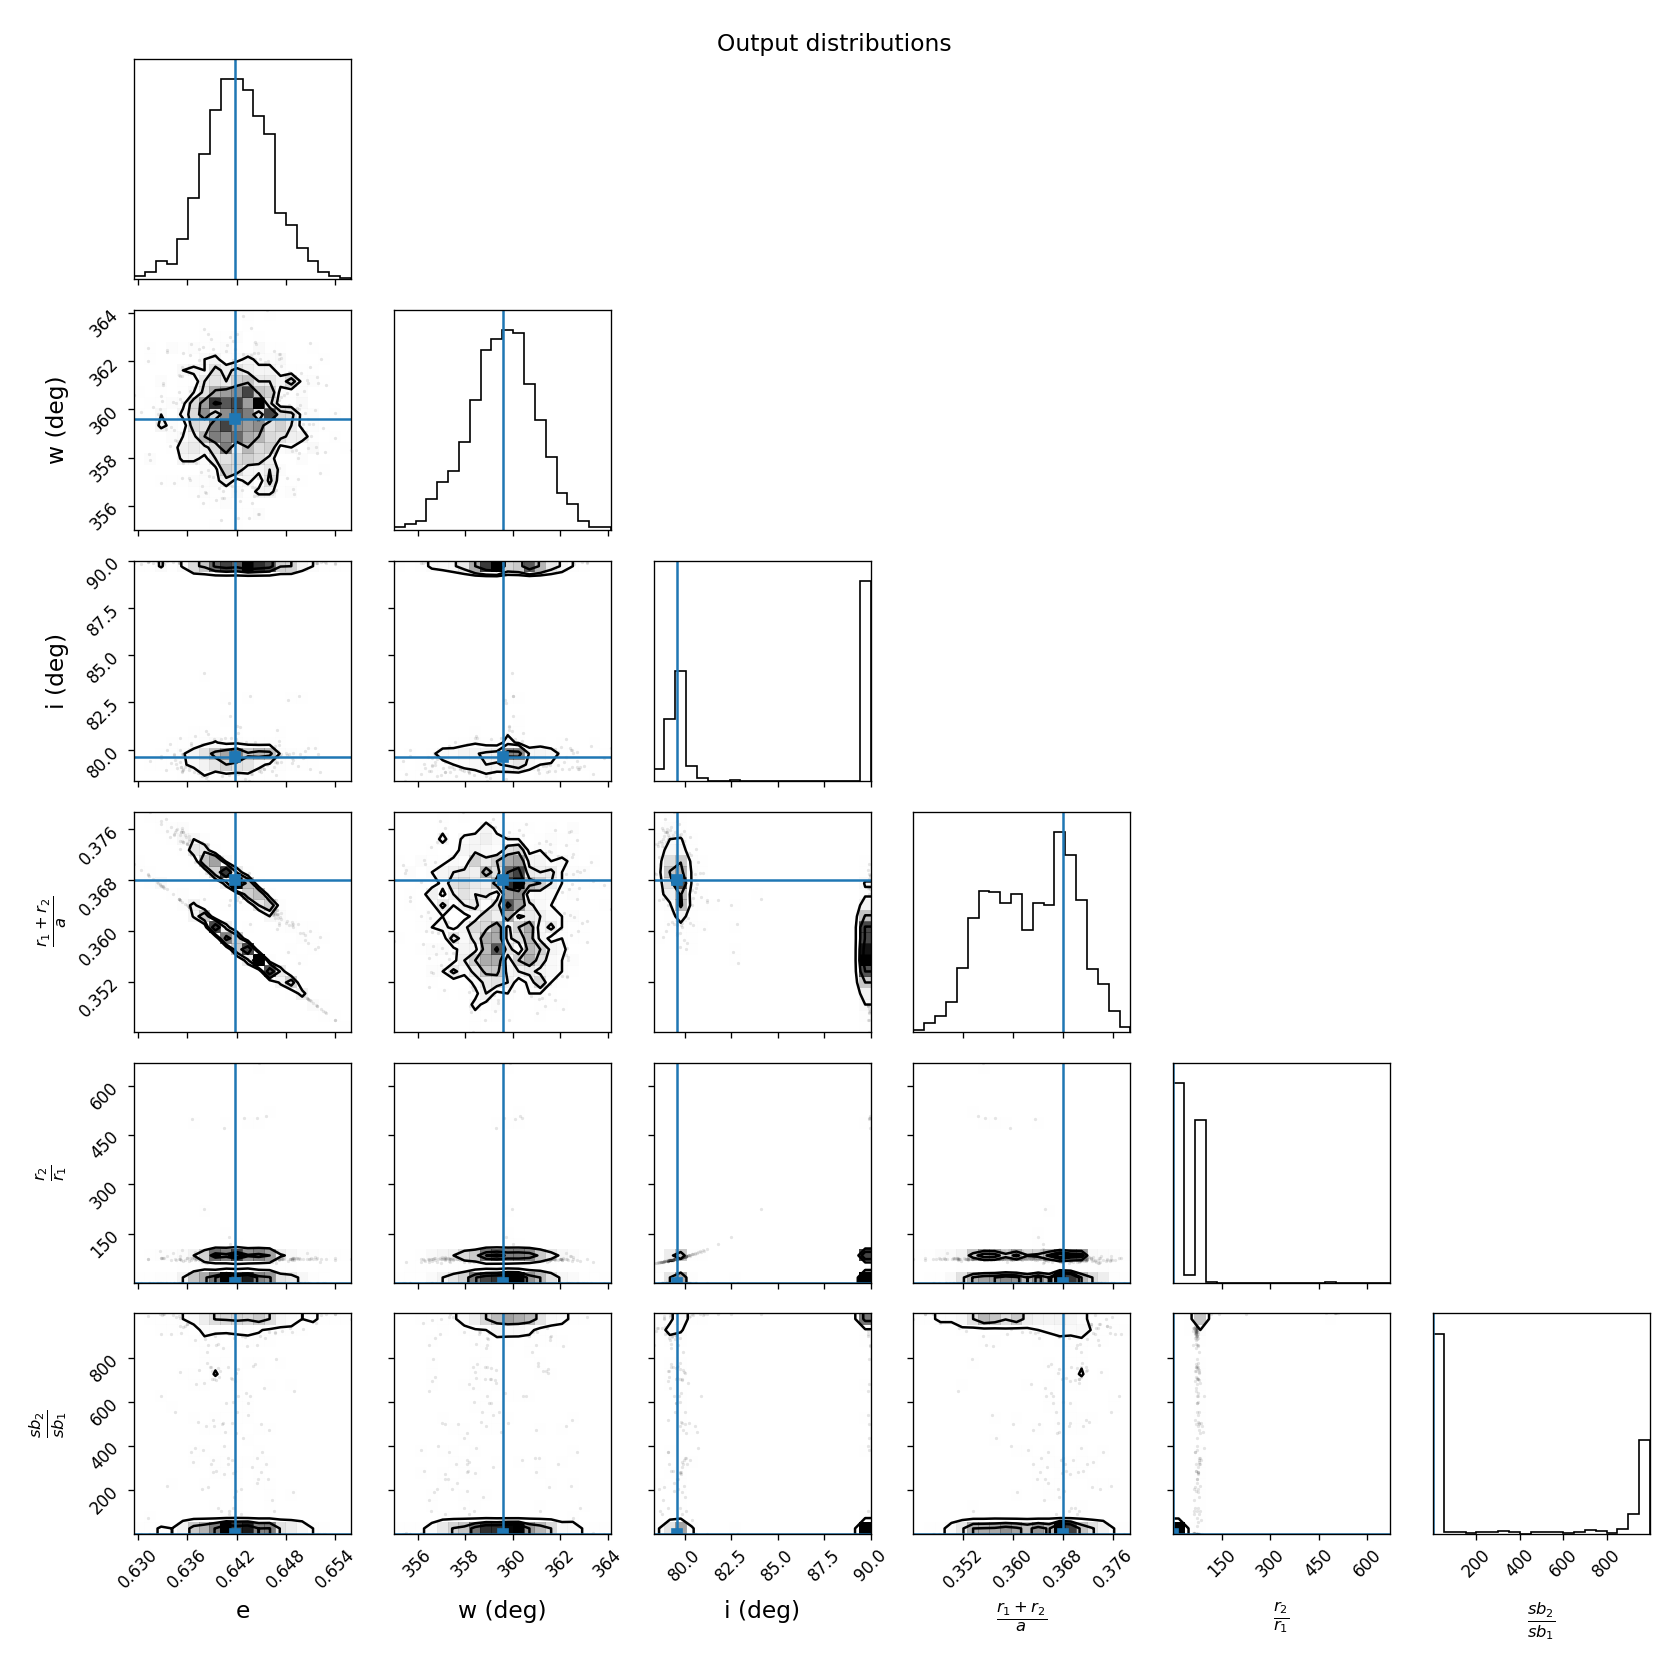 Output distributions
364
362
360
358
356
w (deg)
90.0
87.5
85.0
82.5
80.0
i (deg)
0.376
0.368
0.360
0.352
r₁ + r₂
a
600
450
300
150
r₂
r₁
800
600
400
200
sb₂
sb₁
0.630 0.636 0.642 0.648 0.654
356 358 360 362 364
80.0 82.5 85.0 87.5 90.0
0.352 0.360 0.368 0.376
150 300 450 600
200 400 600 800
e
w (deg)
i (deg)
r₁ + r₂
a
r₂
r₁
sb₂
sb₁